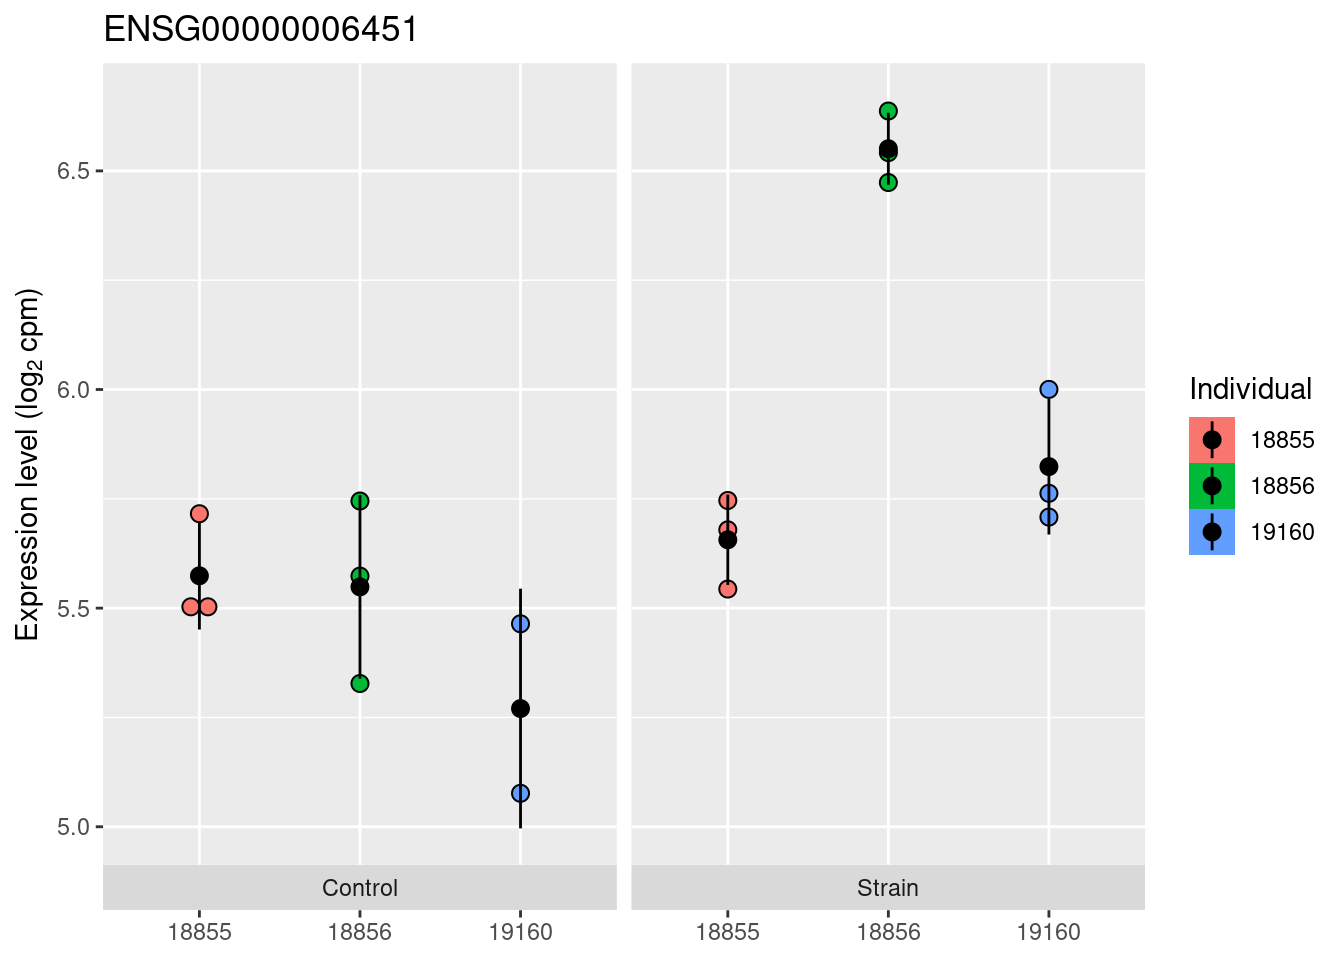 ENSG00000006451
Expression level (log₂ cpm)
6.5
6.0
5.5
5.0
Control
Strain
18855
18856
19160
18855
18856
19160
Individual
18855
18856
19160